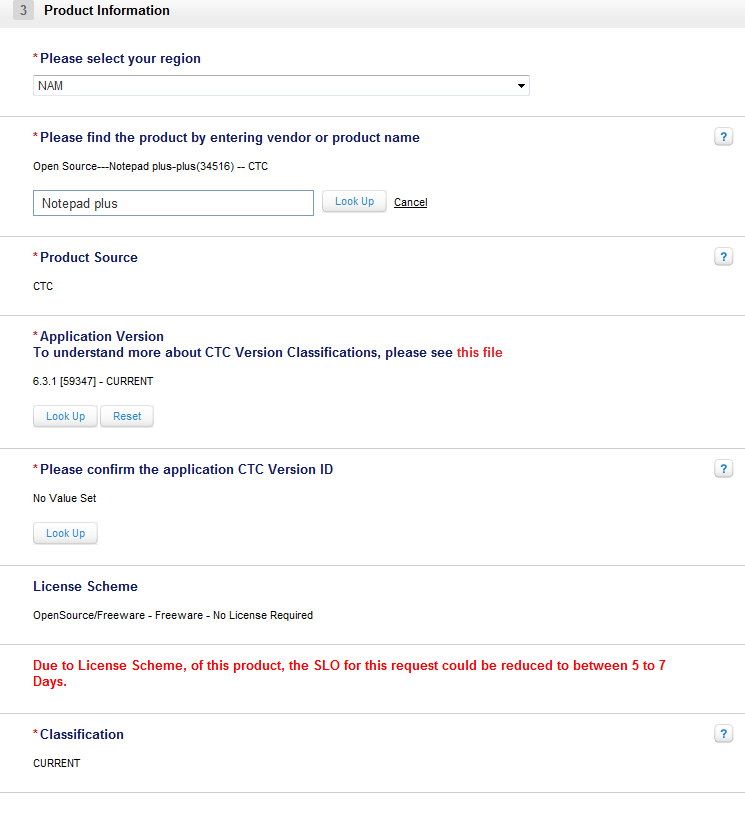 3 Product Information
*Please select your region
NAM
*Please find the product by entering vendor or product name
?
Open Source---Notepad plus-plus(34516) -- CTC
Notepad plus Look Up Cancel
*Product Source
?
CTC
*Application Version
To understand more about CTC Version Classifications, please see this file
6.3.1 [59347] - CURRENT
Look Up Reset
*Please confirm the application CTC Version ID
?
No Value Set
Look Up
License Scheme
OpenSource/Freeware - Freeware - No License Required
Due to License Scheme, of this product, the SLO for this request could be reduced to between 5 to 7
Days.
*Classification
?
CURRENT